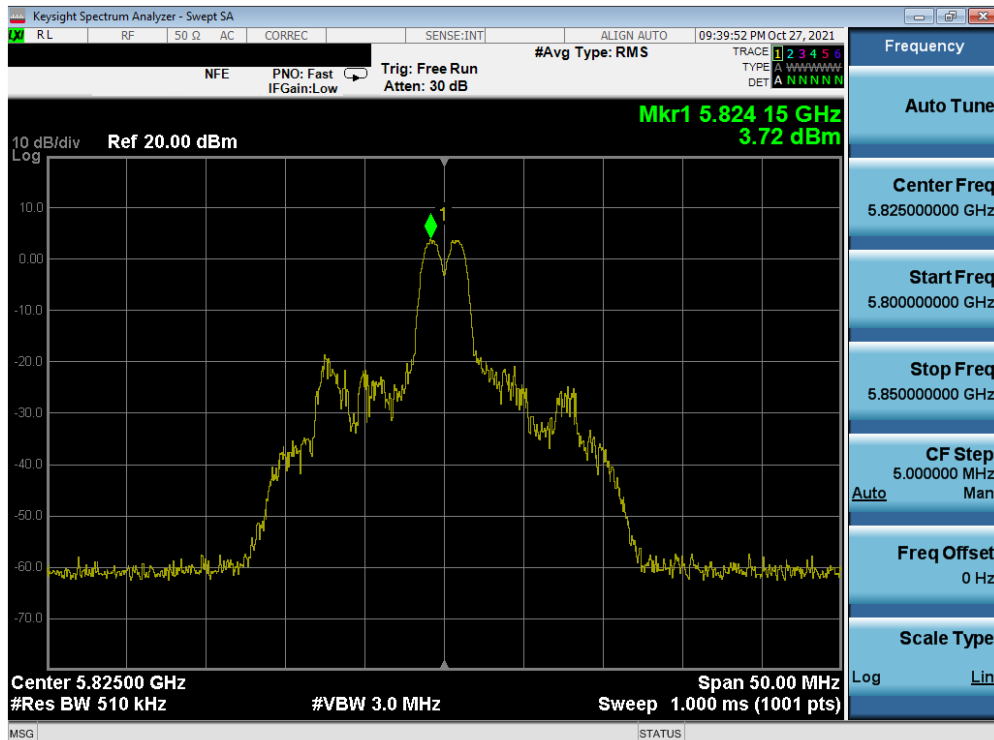 Keysight Spectrum Analyzer - Swept SA
LXI RL RF 50 Ω AC CORREC SENSE:INT ALIGN AUTO 09:39:52 PM Oct 27, 2021
Frequency
#Avg Type: RMS
TRACE 1 2 3 4 5 6
TYPE A WWWWW
DET A N N N N N
NFE PNO: Fast Trig: Free Run
IFGain:Low Atten: 30 dB
Auto Tune
Mkr1 5.824 15 GHz
3.72 dBm
10 dB/div Ref 20.00 dBm
Log
1
10.0
0.00
-10.0
-20.0
-30.0
-40.0
-50.0
-60.0
-70.0
Center Freq
5.825000000 GHz
Start Freq
5.800000000 GHz
Stop Freq
5.850000000 GHz
CF Step
5.000000 MHz
Auto Man
Freq Offset
0 Hz
Scale Type
Log Lin
Center 5.82500 GHz Span 50.00 MHz
#Res BW 510 kHz #VBW 3.0 MHz Sweep 1.000 ms (1001 pts)
MSG STATUS